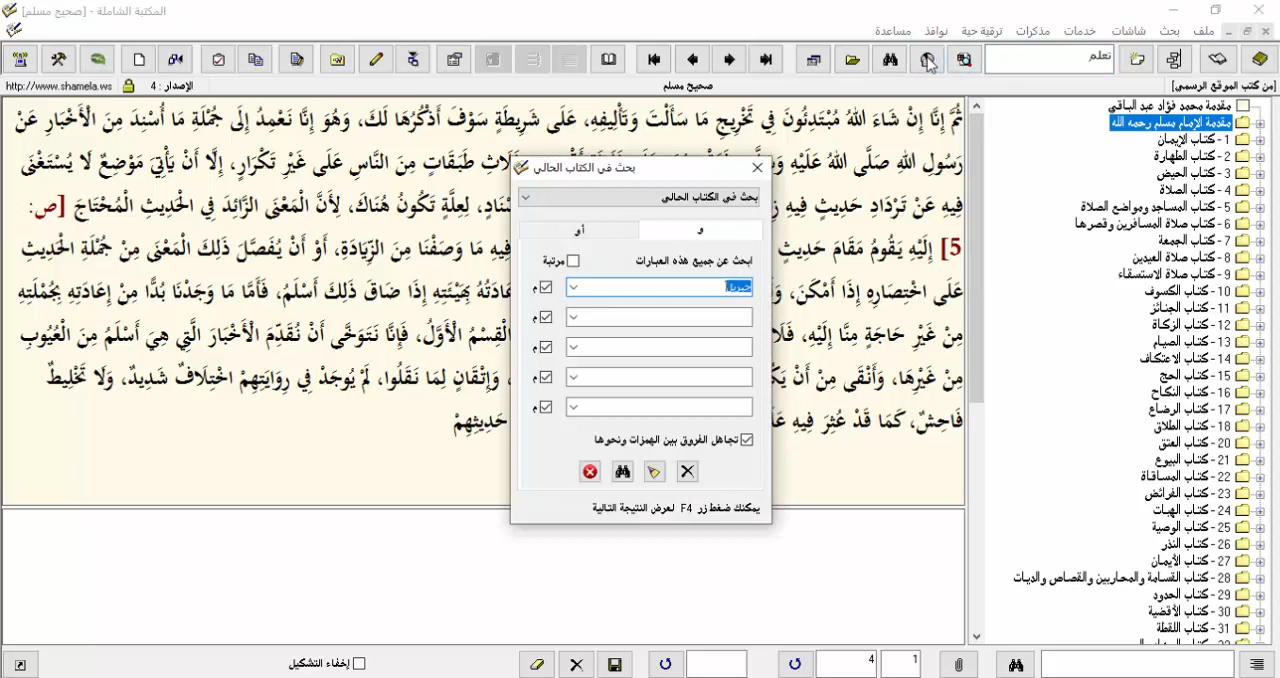 المكتبة الشاملة - [صحيح مسلم]
ملف بحث شاشات خدمات مذكرات ترقية حية نوافذ مساعدة
تعلم
[من كتب الموقع الرسمي]
صحيح مسلم
الإصدار : 4
http://www.shamela.ws
ثُمَّ إِنَّا إِنْ شَاءَ اللهُ مُبْتَدِئُونَ فِي تَخْرِيجِ مَا سَأَلْتَ وَتَأْلِيفِهِ، عَلَى شَرِيطَةٍ سَوْفَ أَذْكُرُهَا لَكَ، وَهُوَ إِنَّا نَعْمِدُ إِلَى جُمْلَةِ مَا أُسْنِدَ مِنَ الْأَخْبَارِ عَنْ
رَسُولِ اللهِ صَلَّى اللهُ عَلَيْهِ لَاثِ طَبَقَاتٍ مِنَ النَّاسِ عَلَى غَيْرِ تَكْرَارٍ، إِلَّا أَنْ يَأْتِيَ مَوْضِعٌ لَا يُسْتَغْنَى
فِيهِ عَنْ تَرْدَادِ حَدِيثٍ فِيهِ نَادٍ، لِعِلَّةٍ تَكُونُ هُنَاكَ، لِأَنَّ الْمَعْنَى الزَّائِدَ فِي الْحَدِيثِ الْمُحْتَاجَ [ص:
5] إِلَيْهِ يَقُومُ مَقَامَ حَدِيثٍ فِيهِ مَا وَصَفْنَا مِنَ الزِّيَادَةِ، أَوْ أَنْ يُفَصَّلَ ذَلِكَ الْمَعْنَى مِنْ جُمْلَةِ الْحَدِيثِ
عَلَى اخْتِصَارِهِ إِذَا أَمْكَنَ، عَادَتُهُ بِهَيْئَتِهِ إِذَا ضَاقَ ذَلِكَ أَسْلَمُ، فَأَمَّا مَا وَجَدْنَا بُدًّا مِنْ إِعَادَتِهِ بِجُمْلَتِهِ
مِنْ غَيْرِ حَاجَةٍ مِنَّا إِلَيْهِ، فَلَا الْقِسْمُ الْأَوَّلُ، فَإِنَّا نَتَوَخَّى أَنْ نُقَدِّمَ الْأَخْبَارَ الَّتِي هِيَ أَسْلَمُ مِنَ الْعُيُوبِ
مِنْ غَيْرِهَا، وَأَنْقَى مِنْ أَنْ يَكُ وَإِتْقَانٍ لِمَا نَقَلُوا، لَمْ يُوجَدْ فِي رِوَايَتِهِمْ اخْتِلَافٌ شَدِيدٌ، وَلَا تَخْلِيطٌ
فَاحِشٌ، كَمَا قَدْ عُثِرَ فِيهِ عَ حَدِيثِهِمْ
بحث في الكتاب الحالي
بحث في الكتاب الحالي
و
أو
ابحث عن جميع هذه العبارات
مرتبة
جبريل
م
م
م
م
م
تجاهل الفروق بين الهمزات ونحوها
يمكنك ضغط زر F4 لعرض النتيجة التالية
مقدمة محمد فؤاد عبد الباقي
مقدمة الإمام مسلم رحمه الله
1 - كتاب الإيمان
2 - كتاب الطهارة
3 - كتاب الحيض
4 - كتاب الصلاة
5 - كتاب المساجد ومواضع الصلاة
6 - كتاب صلاة المسافرين وقصرها
7 - كتاب الجمعة
8 - كتاب صلاة العيدين
9 - كتاب صلاة الاستسقاء
10 - كتاب الكسوف
11 - كتاب الجنائز
12 - كتاب الزكاة
13 - كتاب الصيام
14 - كتاب الاعتكاف
15 - كتاب الحج
16 - كتاب النكاح
17 - كتاب الرضاع
18 - كتاب الطلاق
20 - كتاب العتق
21 - كتاب البيوع
22 - كتاب المساقاة
23 - كتاب الفرائض
24 - كتاب الهبات
25 - كتاب الوصية
26 - كتاب النذر
27 - كتاب الأيمان
28 - كتاب القسامة والمحاربين والقصاص والديات
29 - كتاب الحدود
30 - كتاب الأقضية
31 - كتاب اللقطة
1
4
إخفاء التشكيل